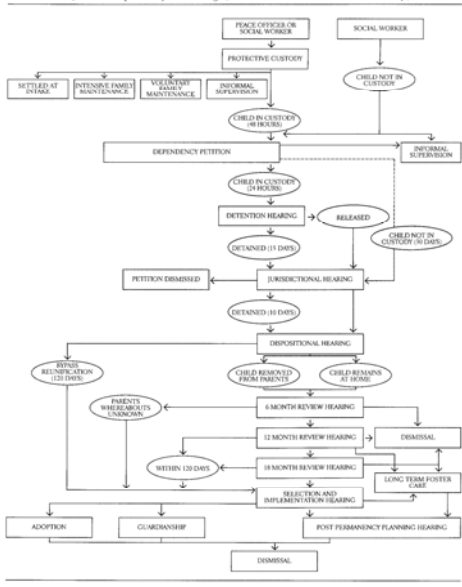 PEACE OFFICER OR
SOCIAL WORKER
SOCIAL WORKER
PROTECTIVE CUSTODY
SETTLED AT
INTAKE
INTENSIVE FAMILY
MAINTENANCE
VOLUNTARY
FAMILY
MAINTENANCE
INFORMAL
SUPERVISION
CHILD NOT IN
CUSTODY
CHILD IN CUSTODY
(48 HOURS)
DEPENDENCY PETITION
INFORMAL
SUPERVISION
CHILD IN CUSTODY
(24 HOURS)
DETENTION HEARING
RELEASED
DETAINED (15 DAYS)
CHILD NOT IN
CUSTODY (30 DAYS)
PETITION DISMISSED
JURISDICTIONAL HEARING
DETAINED (10 DAYS)
DISPOSITIONAL HEARING
BYPASS
REUNIFICATION
(120 DAYS)
CHILD REMOVED
FROM PARENTS
CHILD REMAINS
AT HOME
PARENTS
WHEREABOUTS
UNKNOWN
6 MONTH REVIEW HEARING
12 MONTH REVIEW HEARING
DISMISSAL
WITHIN 120 DAYS
18 MONTH REVIEW HEARING
LONG TERM FOSTER
CARE
SELECTION AND
IMPLEMENTATION HEARING
ADOPTION
GUARDIANSHIP
POST PERMANENCY PLANNING HEARING
DISMISSAL